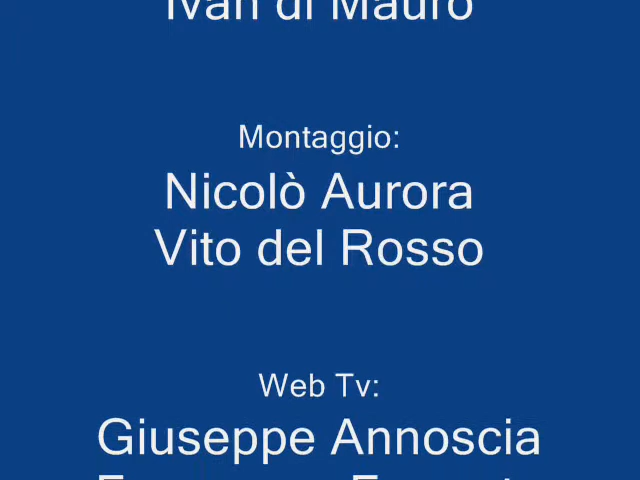 Ivan di Mauro
Montaggio:
Nicolò Aurora
Vito del Rosso
Web Tv:
Giuseppe Annoscia